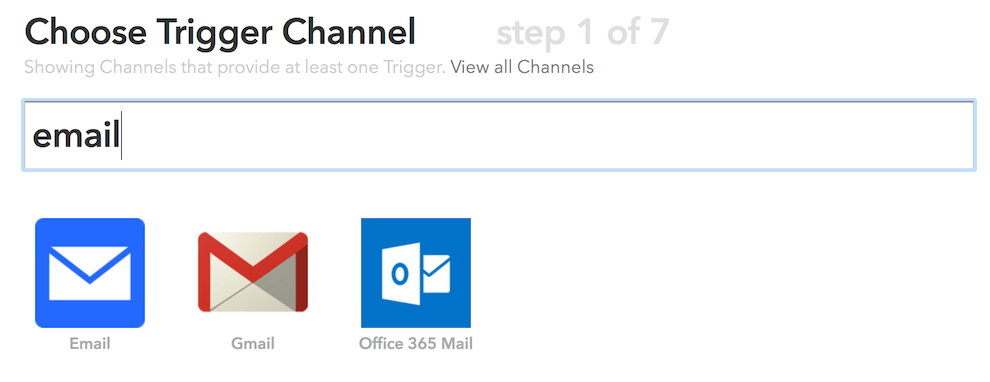 Choose Trigger Channel step 1 of 7
Showing Channels that provide at least one Trigger. View all Channels
email
Email Gmail Office 365 Mail